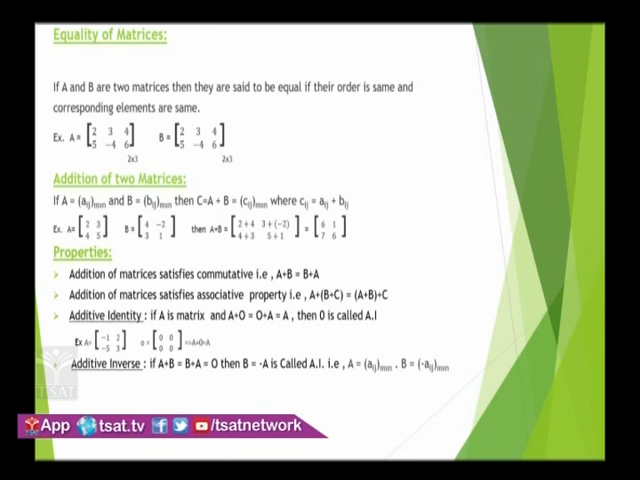 Equality of Matrices:
If A and B are two matrices then they are said to be equal if their order is same and
corresponding elements are same.
Ex. A = [2 3 4
5 −4 6] 2x3 B = [2 3 4
5 −4 6] 2x3
Addition of two Matrices:
If A = (aij)mxn and B = (bij)mxn then C=A + B = (cij)mxn where cij = aij + bij
Ex. A= [2 3
4 5] B = [4 −2
3 1] then A+B = [2+4 3+(−2)
4+3 5+1] = [6 1
7 6]
Properties:
➢ Addition of matrices satisfies commutative i.e , A+B = B+A
➢ Addition of matrices satisfies associative property i.e , A+(B+C) = (A+B)+C
➢ Additive Identity : if A is matrix and A+O = O+A = A , then 0 is called A.I
Ex A= [−1 2
−5 3] o = [0 0
0 0] =>A+O=A
Additive Inverse : if A+B = B+A = O then B = -A is Called A.I. i.e , A = (aij)mxn . B = (-aij)mxn
T-SAT
App tsat.tv /tsatnetwork